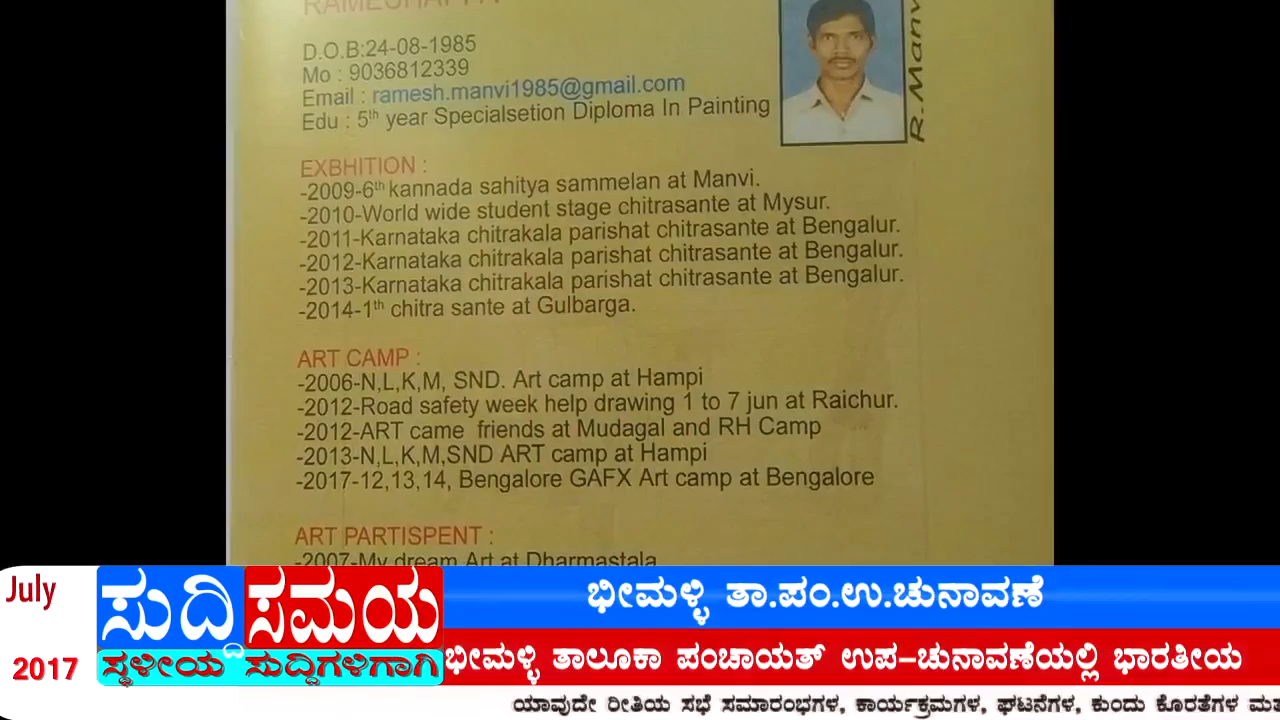 RAMESHAPPA
D.O.B:24-08-1985
Mo : 9036812339
Email : ramesh.manvi1985@gmail.com
Edu : 5th year Specialsetion Diploma In Painting
R.Manv
EXBHITION :
-2009-6th kannada sahitya sammelan at Manvi.
-2010-World wide student stage chitrasante at Mysur.
-2011-Karnataka chitrakala parishat chitrasante at Bengalur.
-2012-Karnataka chitrakala parishat chitrasante at Bengalur.
-2013-Karnataka chitrakala parishat chitrasante at Bengalur.
-2014-1th chitra sante at Gulbarga.
ART CAMP :
-2006-N,L,K,M, SND. Art camp at Hampi
-2012-Road safety week help drawing 1 to 7 jun at Raichur.
-2012-ART came friends at Mudagal and RH Camp
-2013-N,L,K,M,SND ART camp at Hampi
-2017-12,13,14, Bengalore GAFX Art camp at Bengalore
ART PARTISPENT :
-2007-My dream Art at Dharmastala
July
2017
ಸುದ್ದಿ ಸಮಯ
ಸ್ಥಳೀಯ ಸುದ್ದಿಗಳಿಗಾಗಿ
ಭೀಮಳ್ಳಿ ತಾ.ಪಂ.ಉ.ಚುನಾವಣೆ
ಭೀಮಳ್ಳಿ ತಾಲೂಕಾ ಪಂಚಾಯತ್ ಉಪ-ಚುನಾವಣೆಯಲ್ಲಿ ಭಾರತೀಯ
ಯಾವುದೇ ರೀತಿಯ ಸಭೆ ಸಮಾರಂಭಗಳ, ಕಾರ್ಯಕ್ರಮಗಳ, ಘಟನೆಗಳ, ಕುಂದು ಕೊರತೆಗಳ